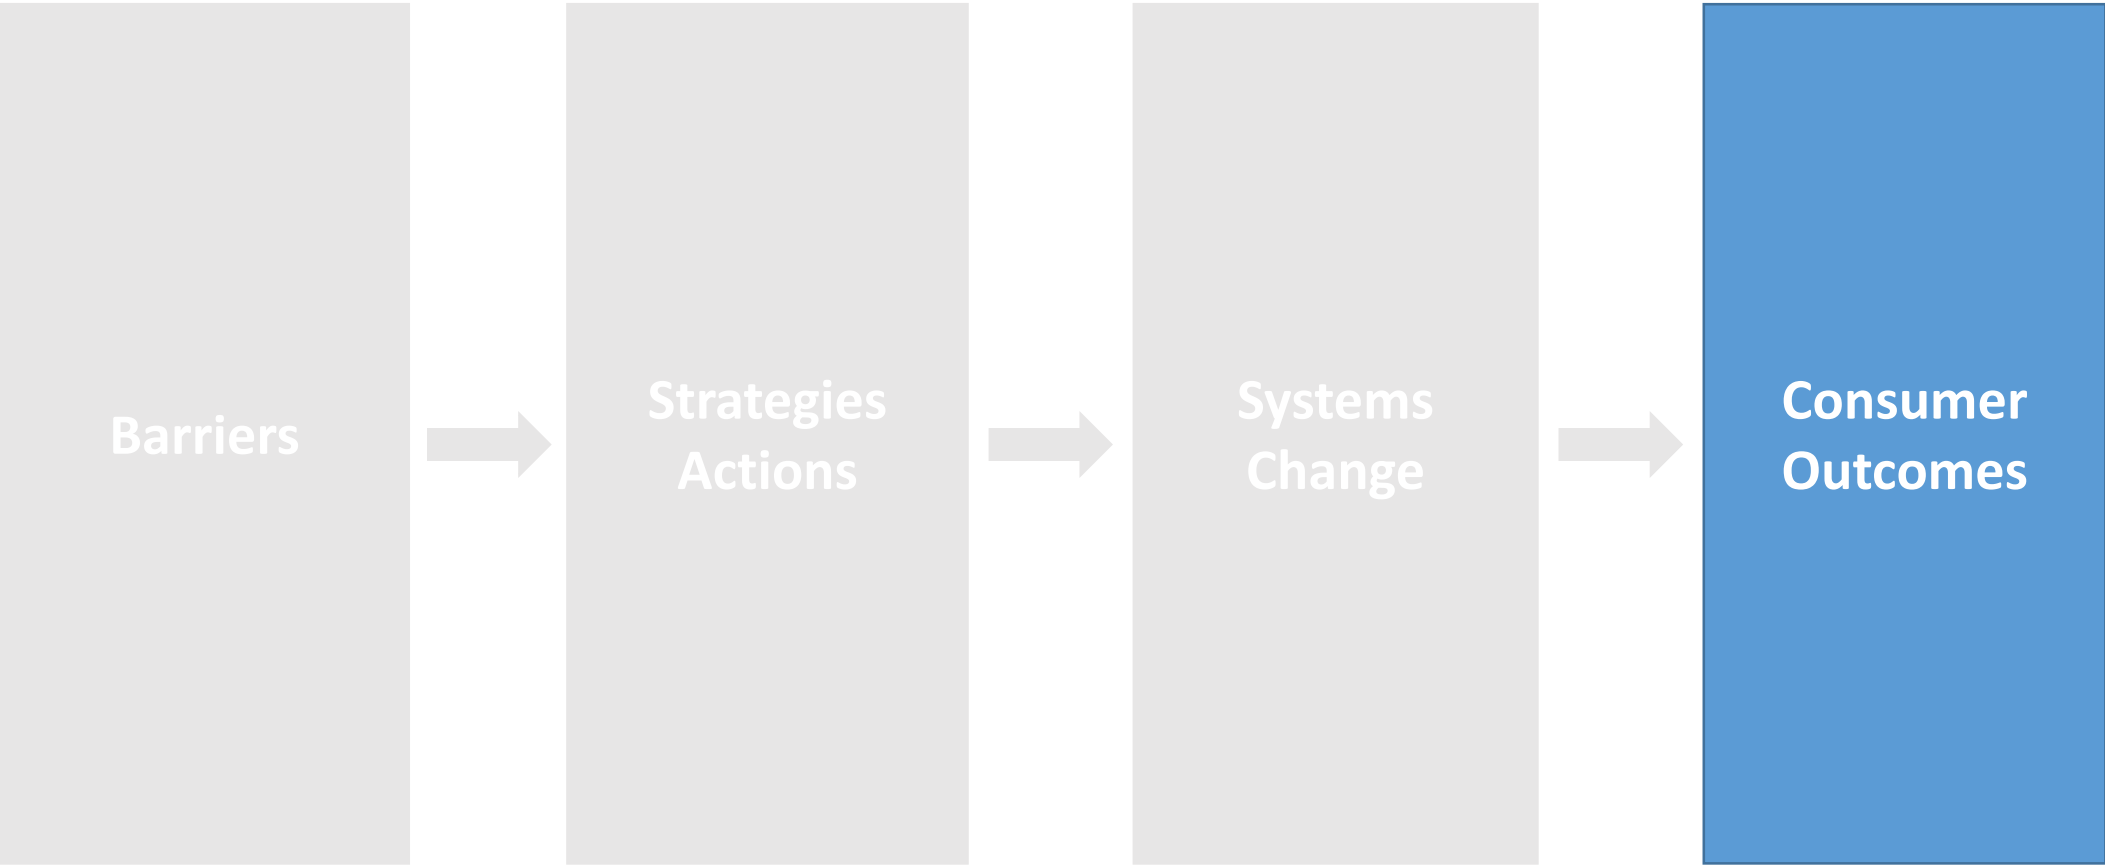 Barriers
Strategies
Actions
Systems
Change
Consumer
Outcomes